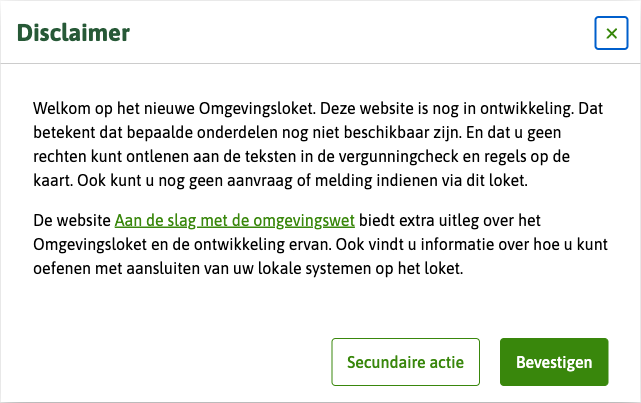 Disclaimer
Welkom op het nieuwe Omgevingsloket. Deze website is nog in ontwikkeling. Dat
betekent dat bepaalde onderdelen nog niet beschikbaar zijn. En dat u geen
rechten kunt ontlenen aan de teksten in de vergunningcheck en regels op de
kaart. Ook kunt u nog geen aanvraag of melding indienen via dit loket.
De website Aan de slag met de omgevingswet biedt extra uitleg over het
Omgevingsloket en de ontwikkeling ervan. Ook vindt u informatie over hoe u kunt
oefenen met aansluiten van uw lokale systemen op het loket.
Secundaire actie
Bevestigen